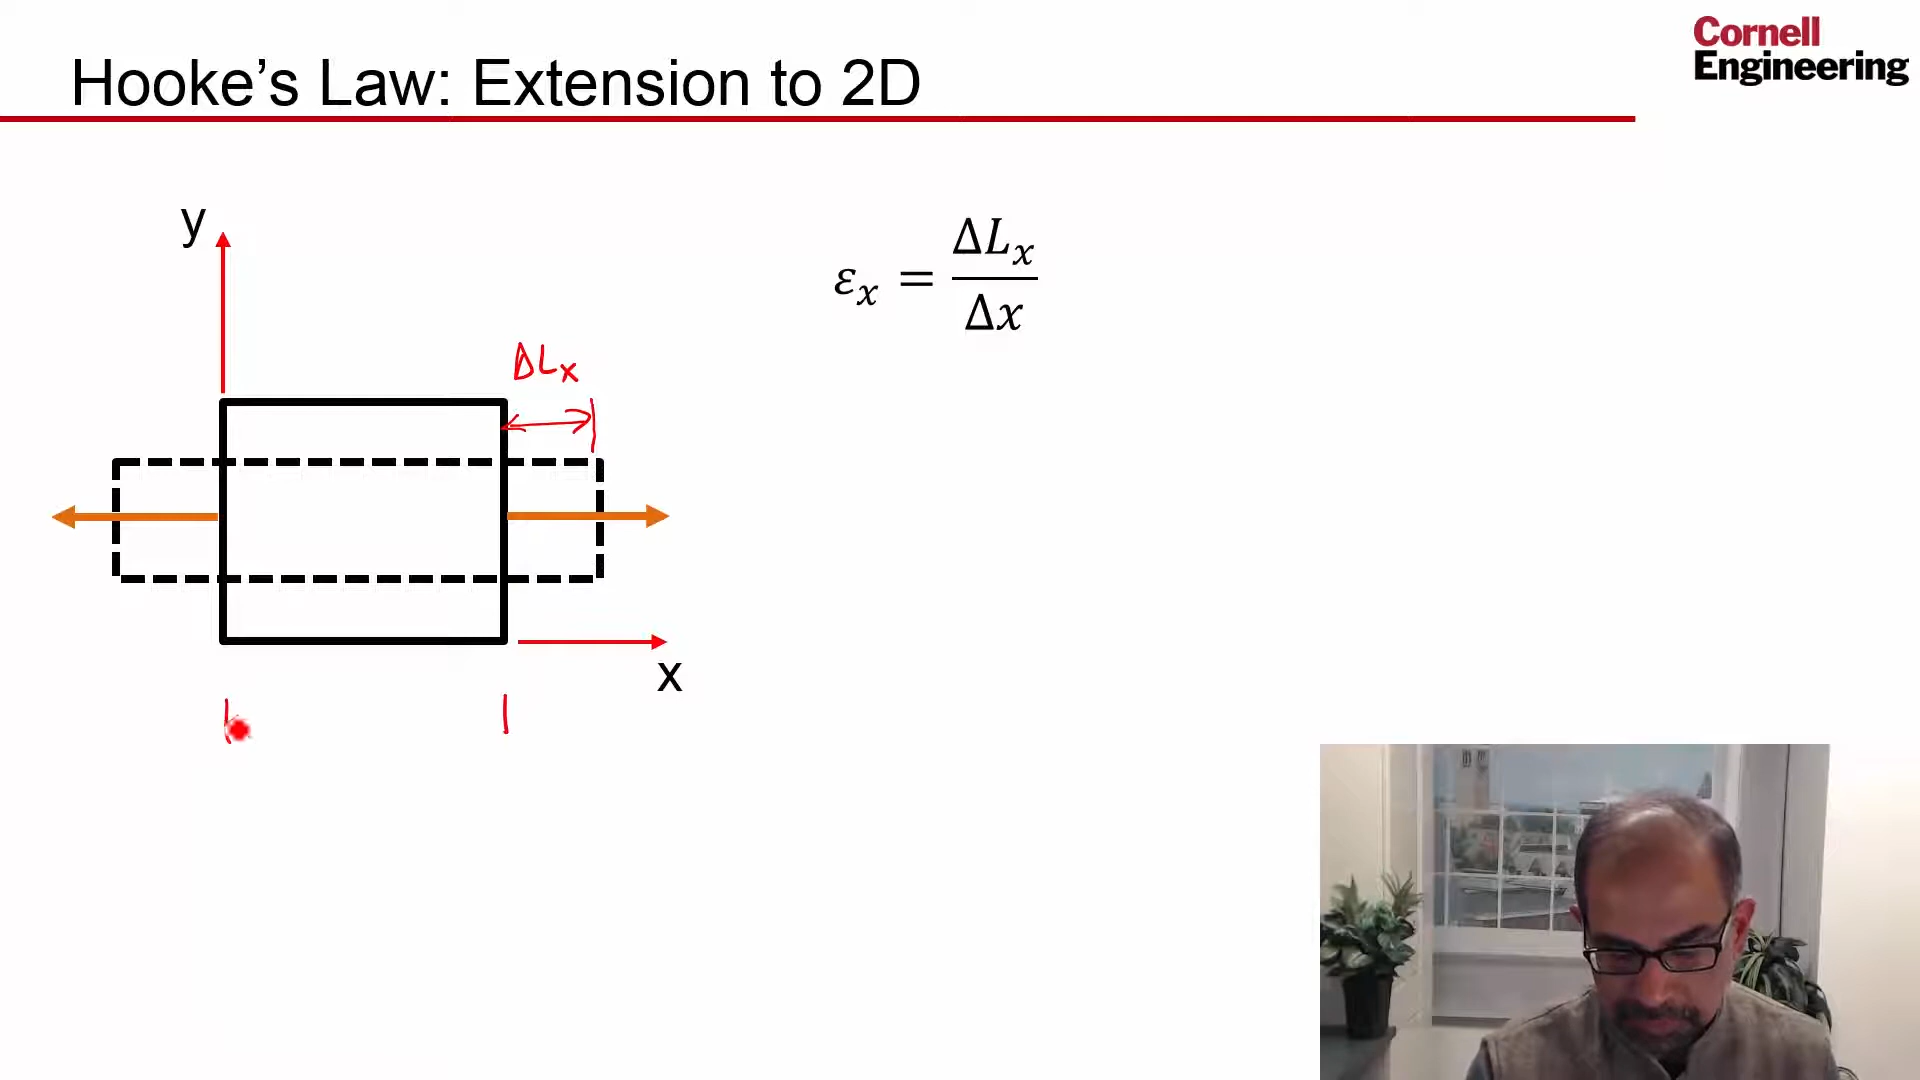 Cornell
Engineering
Hooke's Law: Extension to 2D
y
εₓ = ΔLₓ / Δx
ΔLₓ
x